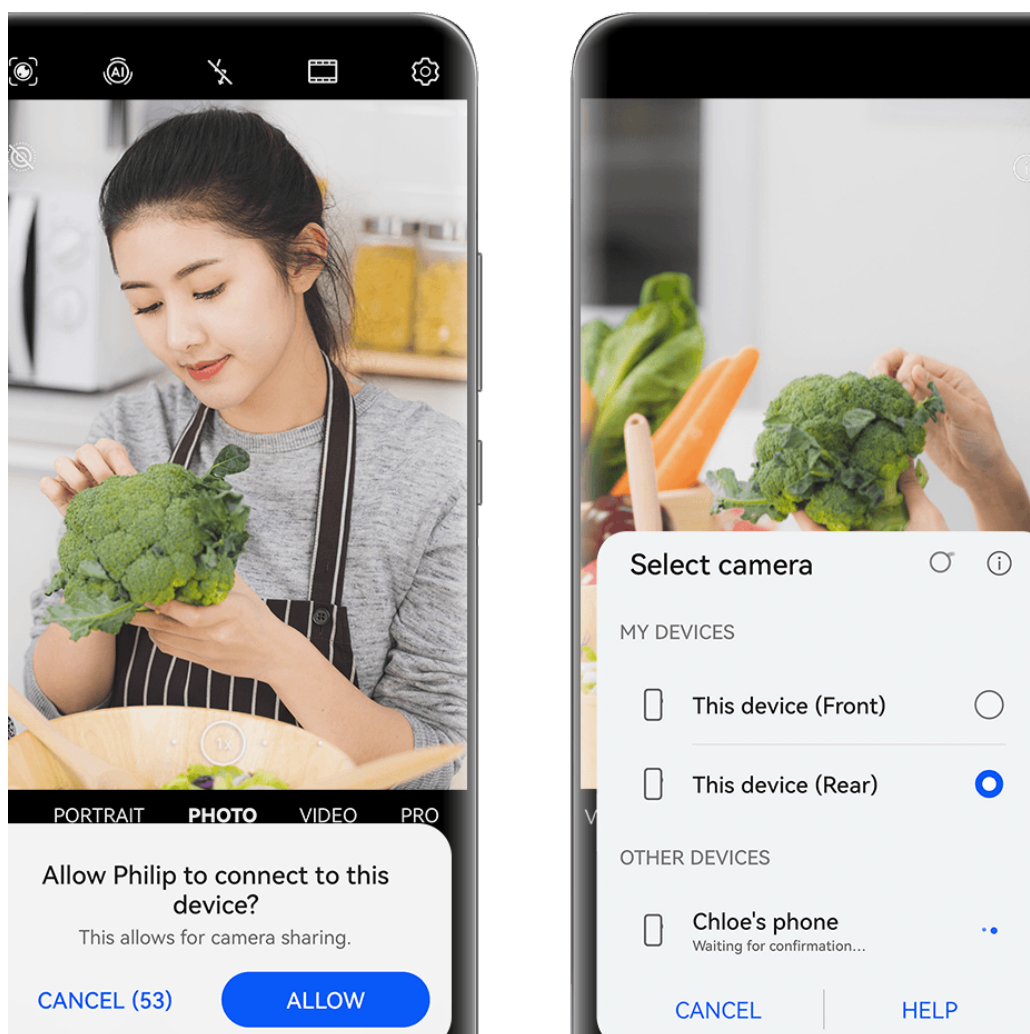 AI
1x
PORTRAIT PHOTO VIDEO PRO
Allow Philip to connect to this
device?
This allows for camera sharing.
CANCEL (53) ALLOW
V
Select camera
MY DEVICES
This device (Front)
This device (Rear)
OTHER DEVICES
Chloe's phone
Waiting for confirmation...
CANCEL HELP